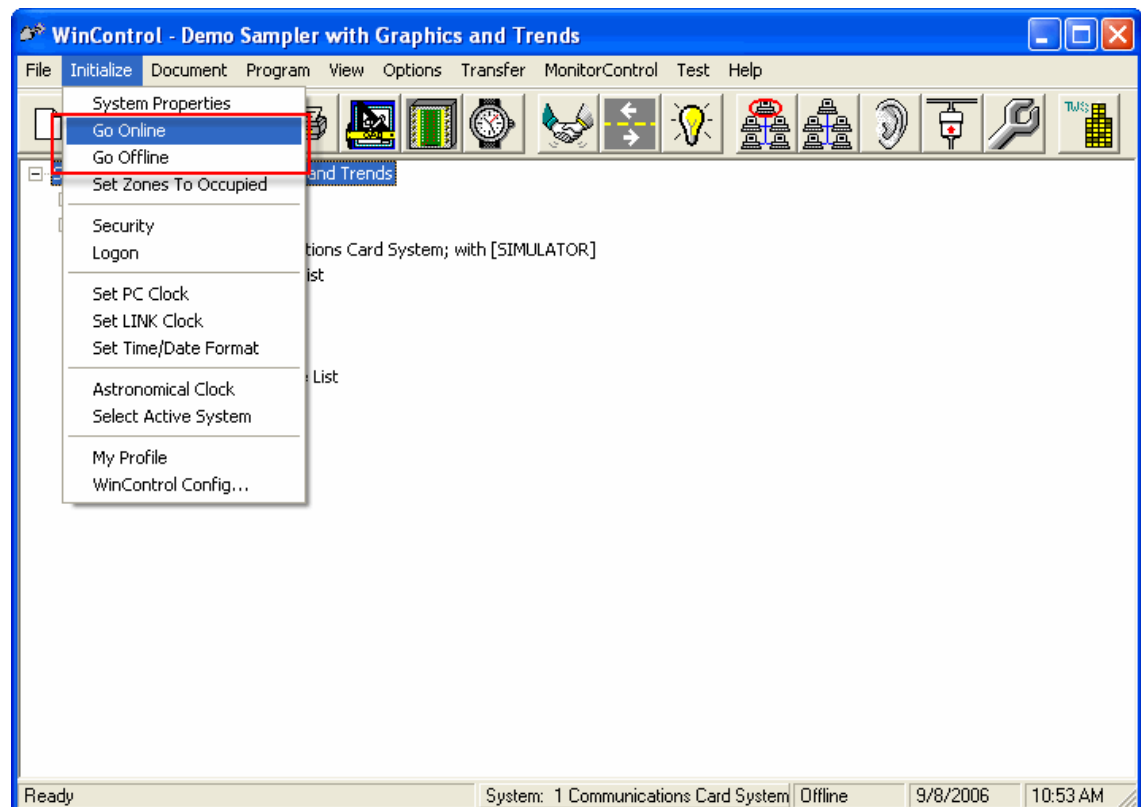 WinControl - Demo Sampler with Graphics and Trends
File Initialize Document Program View Options Transfer MonitorControl Test Help
TWS
System Properties
Go Online
Go Offline
and Trends
Set Zones To Occupied
Security
tions Card System; with [SIMULATOR]
Logon
ist
Set PC Clock
Set LINK Clock
Set Time/Date Format
List
Astronomical Clock
Select Active System
My Profile
WinControl Config...
Ready System: 1 Communications Card System Offline 9/8/2006 10:53 AM